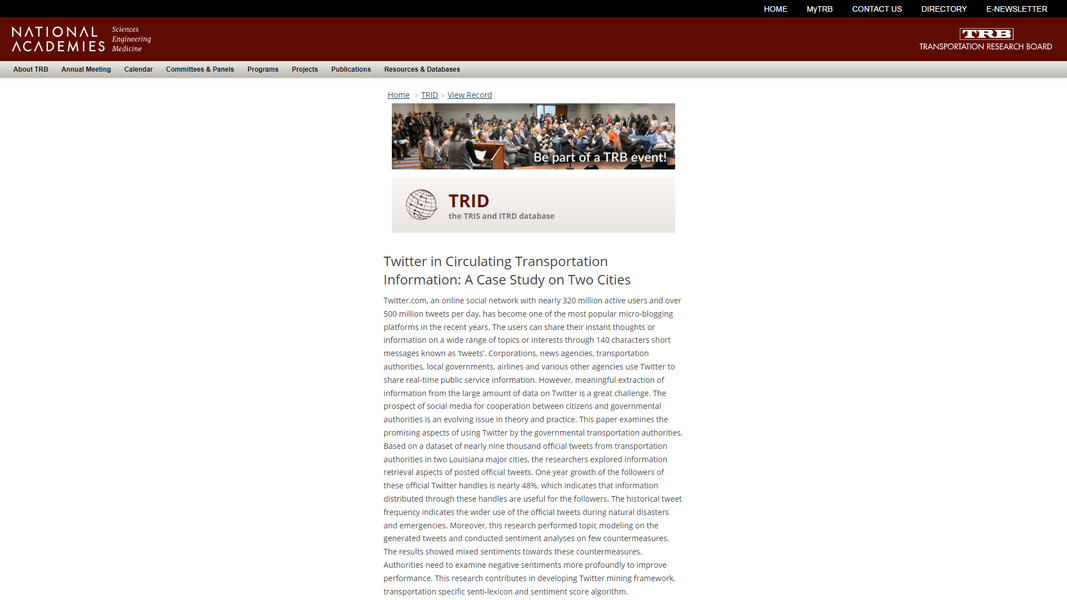 HOME MyTRB CONTACT US DIRECTORY E-NEWSLETTER
NATIONAL ACADEMIES
Sciences
Engineering
Medicine
TRB
TRANSPORTATION RESEARCH BOARD
About TRB Annual Meeting Calendar Committees & Panels Programs Projects Publications Resources & Databases
Home » TRID » View Record
Be part of a TRB event!
TRID
the TRIS and ITRD database
Twitter in Circulating Transportation
Information: A Case Study on Two Cities
Twitter.com, an online social network with nearly 320 million active users and over
500 million tweets per day, has become one of the most popular micro-blogging
platforms in the recent years. The users can share their instant thoughts or
information on a wide range of topics or interests through 140 characters short
messages known as 'tweets'. Corporations, news agencies, transportation
authorities, local governments, airlines and various other agencies use Twitter to
share real-time public service information. However, meaningful extraction of
information from the large amount of data on Twitter is a great challenge. The
prospect of social media for cooperation between citizens and governmental
authorities is an evolving issue in theory and practice. This paper examines the
promising aspects of using Twitter by the governmental transportation authorities.
Based on a dataset of nearly nine thousand official tweets from transportation
authorities in two Louisiana major cities, the researchers explored information
retrieval aspects of posted official tweets. One year growth of the followers of
these official Twitter handles is nearly 48%, which indicates that information
distributed through these handles are useful for the followers. The historical tweet
frequency indicates the wider use of the official tweets during natural disasters
and emergencies. Moreover, this research performed topic modeling on the
generated tweets and conducted sentiment analyses on few countermeasures.
The results showed mixed sentiments towards these countermeasures.
Authorities need to examine negative sentiments more profoundly to improve
performance. This research contributes in developing Twitter mining framework,
transportation specific senti-lexicon and sentiment score algorithm.